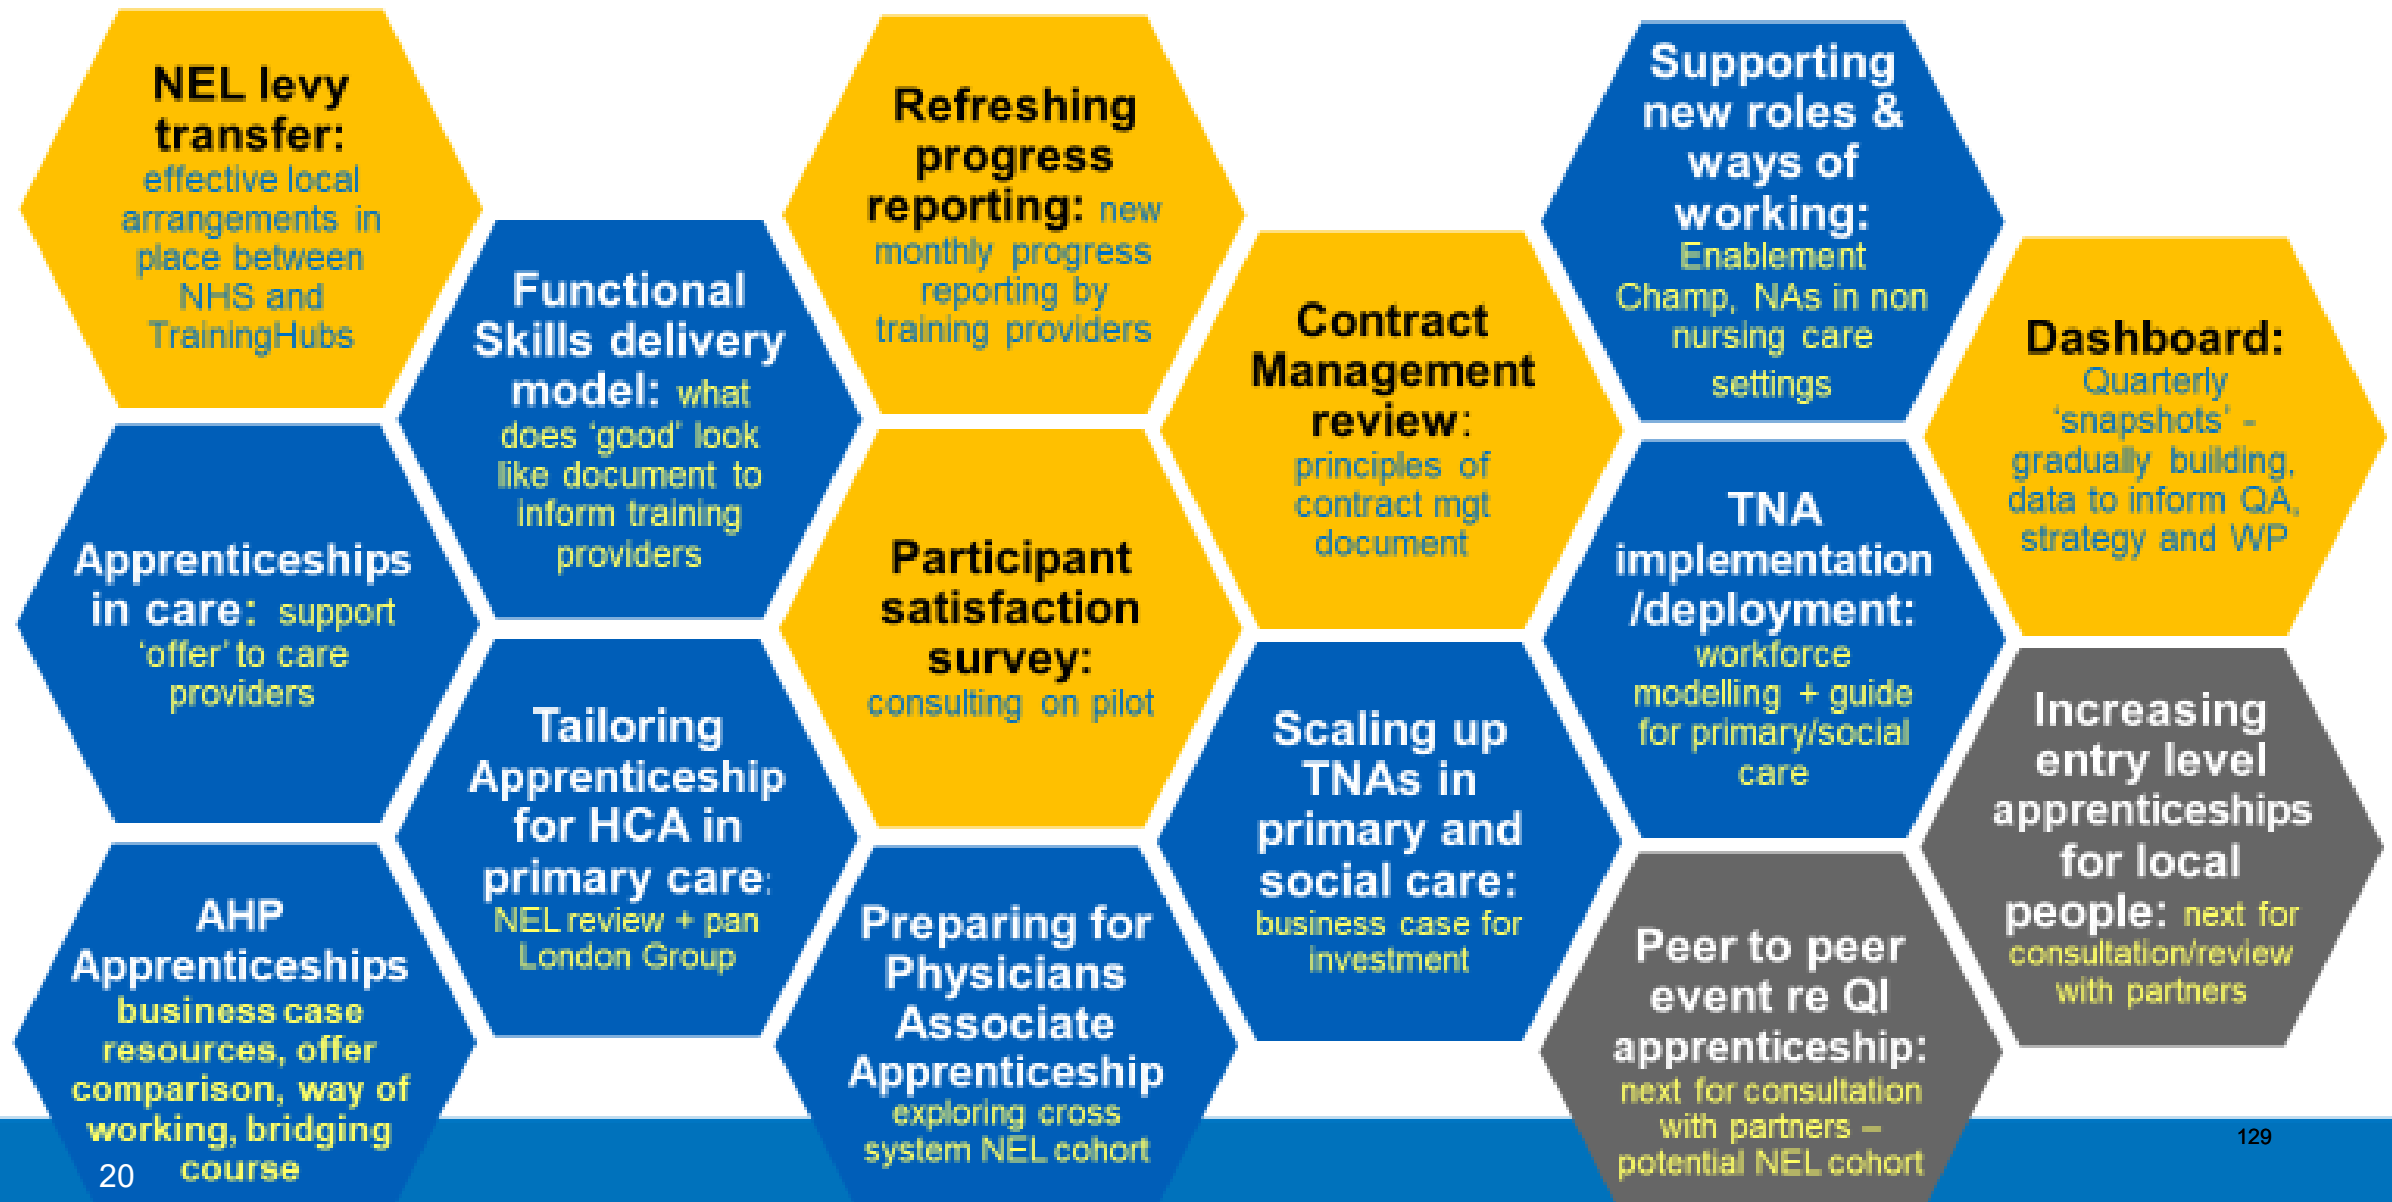 NEL levy
transfer:
effective local
arrangements in
place between
NHS and
TrainingHubs
Apprenticeships
in care: support
‘offer’ to care
providers
AHP
Apprenticeships
business case
resources, offer
comparison, way of
working, bridging
course
Functional
Skills delivery
model: what
does ‘good’ look
like document to
inform training
providers
Tailoring
Apprenticeship
for HCA in
primary care:
NEL review + pan
London Group
Refreshing
progress
reporting: new
monthly progress
reporting by
training providers
Participant
satisfaction
survey:
consulting on pilot
Preparing for
Physicians
Associate
Apprenticeship
exploring cross
system NEL cohort
Contract
Management
review:
principles of
contract mgt
document
Scaling up
TNAs in
primary and
social care:
business case for
investment
Supporting
new roles &
ways of
working:
Enablement
Champ, NAs in non
nursing care
settings
TNA
implementation
/deployment:
workforce
modelling + guide
for primary/social
care
Peer to peer
event re QI
apprenticeship:
next for consultation
with partners –
potential NEL cohort
Dashboard:
Quarterly
‘snapshots’ -
gradually building,
data to inform QA,
strategy and WP
Increasing
entry level
apprenticeships
for local
people: next for
consultation/review
with partners
20
129